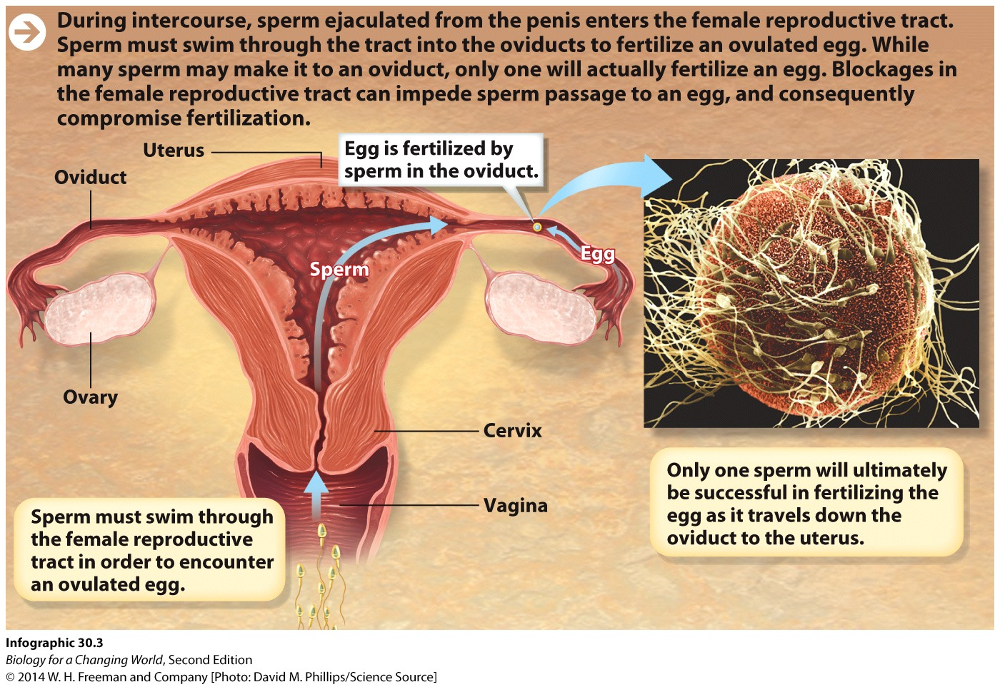 During intercourse, sperm ejaculated from the penis enters the female reproductive tract.
Sperm must swim through the tract into the oviducts to fertilize an ovulated egg. While
many sperm may make it to an oviduct, only one will actually fertilize an egg. Blockages in
the female reproductive tract can impede sperm passage to an egg, and consequently
compromise fertilization.
Uterus
Egg is fertilized by
sperm in the oviduct.
Oviduct
Egg
Sperm
Ovary
Cervix
Vagina
Only one sperm will ultimately
be successful in fertilizing the
egg as it travels down the
oviduct to the uterus.
Sperm must swim through
the female reproductive
tract in order to encounter
an ovulated egg.
Infographic 30.3
Biology for a Changing World, Second Edition
© 2014 W. H. Freeman and Company [Photo: David M. Phillips/Science Source]